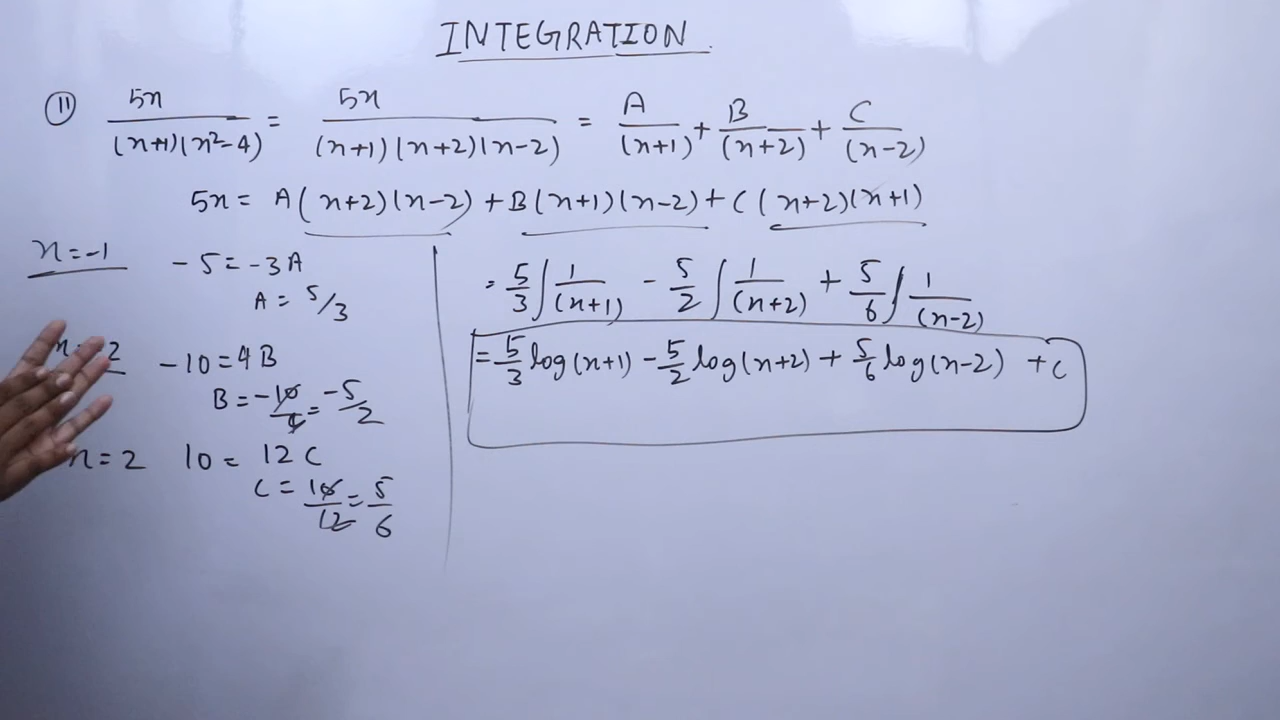 INTEGRATION
(11) 5x/((x+1)(x²-4)) = 5x/((x+1)(x+2)(x-2)) = A/(x+1) + B/(x+2) + C/(x-2)
5x = A(x+2)(x-2) + B(x+1)(x-2) + C(x+2)(x+1)
x = -1 -5 = -3A
A = 5/3
-2 -10 = 4B
B = -10/4 = -5/2
x = 2 10 = 12C
C = 10/12 = 5/6
= 5/3 ∫ 1/(x+1) - 5/2 ∫ 1/(x+2) + 5/6 ∫ 1/(x-2)
= 5/3 log(x+1) - 5/2 log(x+2) + 5/6 log(x-2) + C